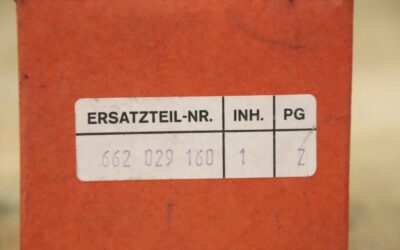 ERSATZTEIL-NR. INH. PG
662 029 160 1 Z